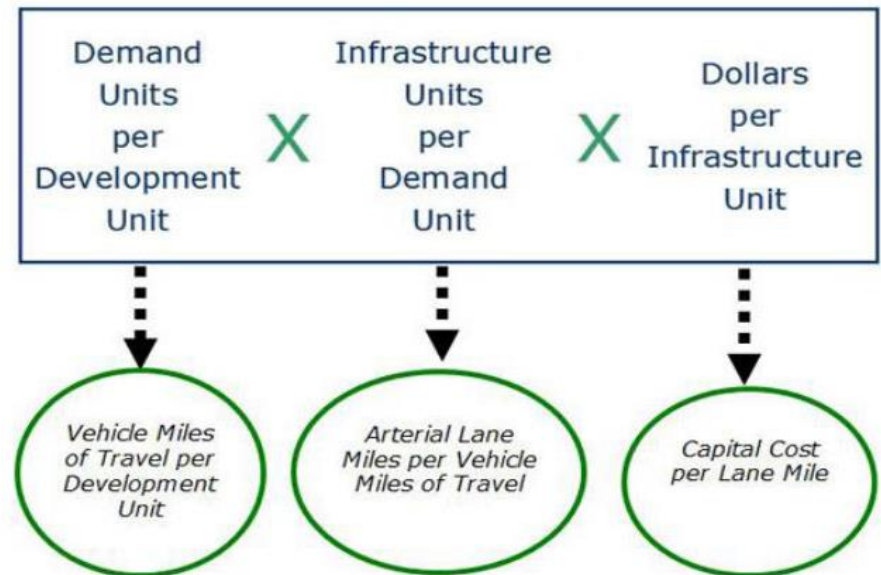 Demand
Units
per
Development
Unit
X
Infrastructure
Units
per
Demand
Unit
X
Dollars
per
Infrastructure
Unit
Vehicle Miles
of Travel per
Development
Unit
Arterial Lane
Miles per Vehicle
Miles of Travel
Capital Cost
per Lane Mile